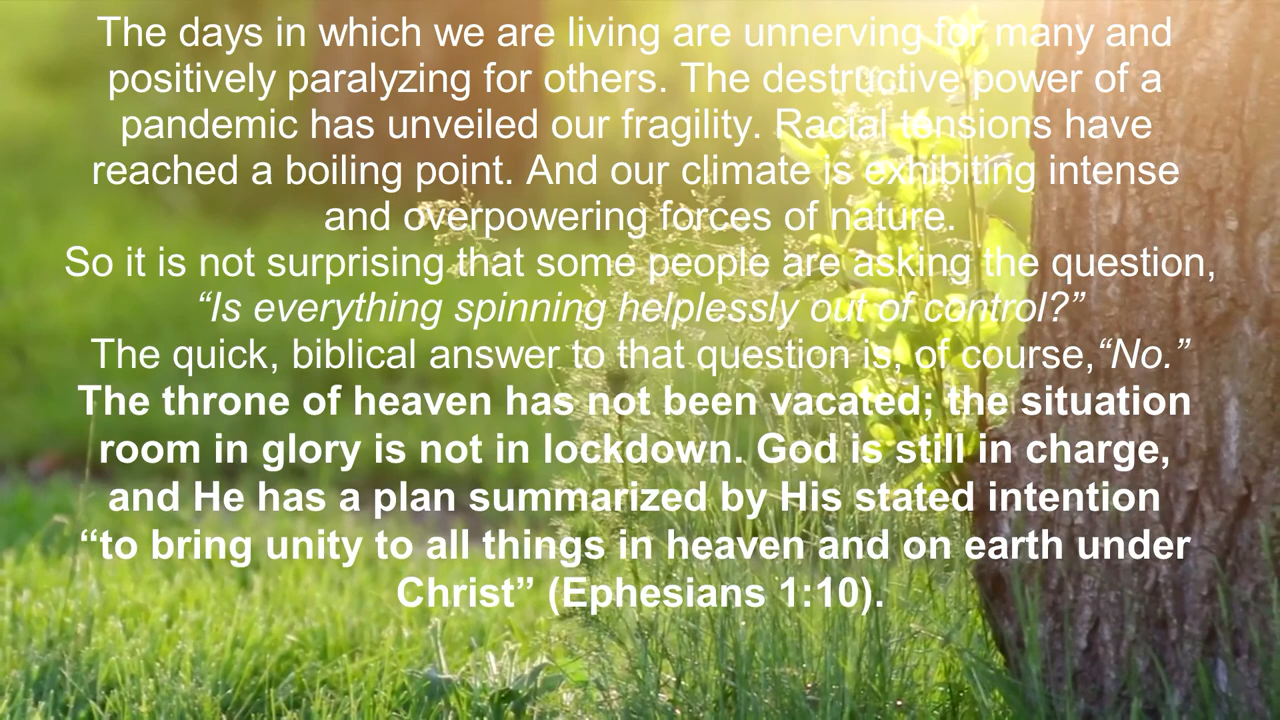 The days in which we are living are unnerving for many and
positively paralyzing for others. The destructive power of a
pandemic has unveiled our fragility. Racial tensions have
reached a boiling point. And our climate is exhibiting intense
and overpowering forces of nature.
So it is not surprising that some people are asking the question,
“Is everything spinning helplessly out of control?”
The quick, biblical answer to that question is, of course,“No.”
The throne of heaven has not been vacated; the situation
room in glory is not in lockdown. God is still in charge,
and He has a plan summarized by His stated intention
“to bring unity to all things in heaven and on earth under
Christ” (Ephesians 1:10).